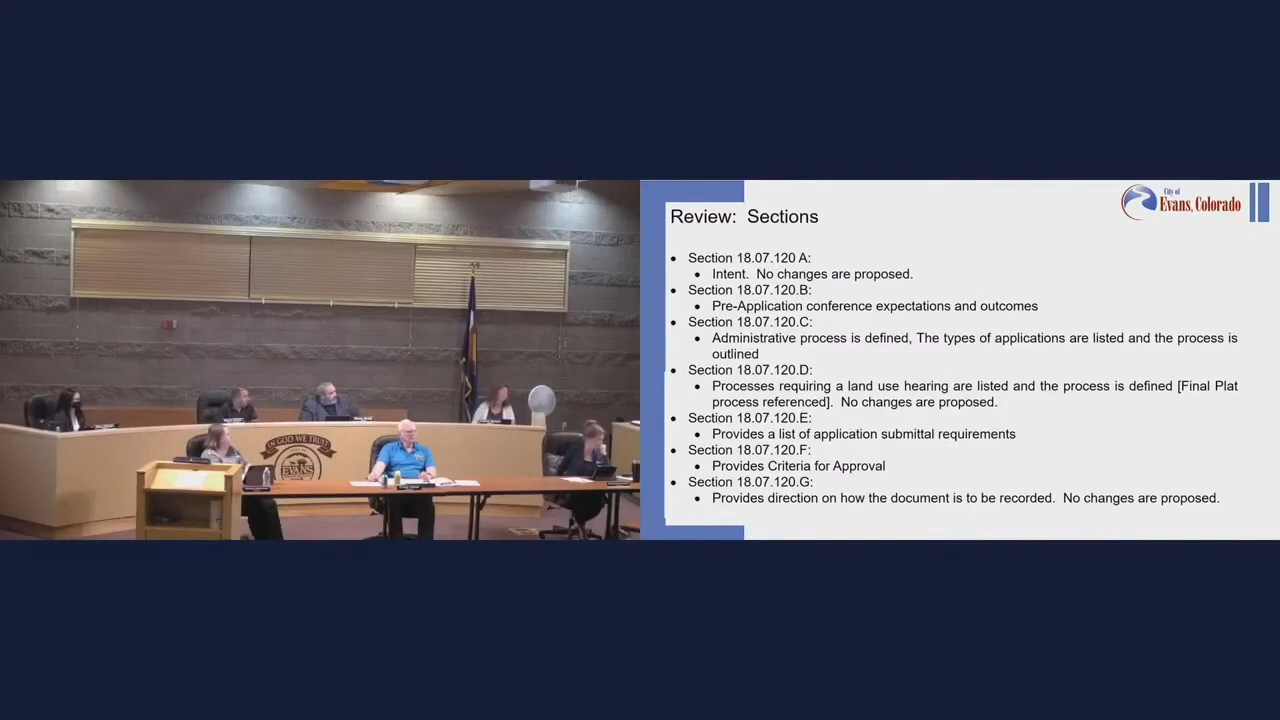 City of
Evans, Colorado
Review: Sections
• Section 18.07.120 A:
• Intent. No changes are proposed.
• Section 18.07.120.B:
• Pre-Application conference expectations and outcomes
• Section 18.07.120.C:
• Administrative process is defined, The types of applications are listed and the process is
outlined
• Section 18.07.120.D:
• Processes requiring a land use hearing are listed and the process is defined [Final Plat
process referenced]. No changes are proposed.
• Section 18.07.120.E:
• Provides a list of application submittal requirements
• Section 18.07.120.F:
• Provides Criteria for Approval
• Section 18.07.120.G:
• Provides direction on how the document is to be recorded. No changes are proposed.
IN GOD WE TRUST
EVANS